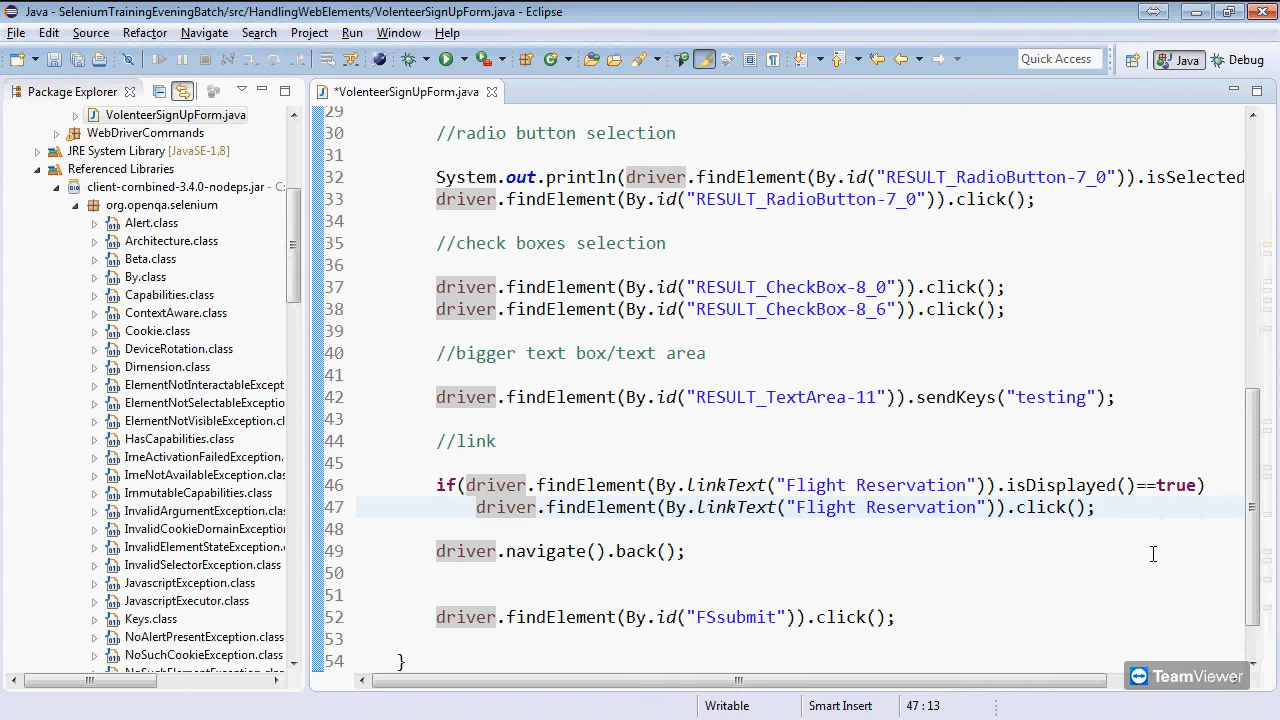 Java - SeleniumTrainingEveningBatch/src/HandlingWebElements/VolenteerSignUpForm.java - Eclipse
File Edit Source Refactor Navigate Search Project Run Window Help
Quick Access Java Debug
Package Explorer
*VolenteerSignUpForm.java
VolenteerSignUpForm.java
WebDriverCommands
JRE System Library [JavaSE-1.8]
Referenced Libraries
client-combined-3.4.0-nodeps.jar - C:
org.openqa.selenium
Alert.class
Architecture.class
Beta.class
By.class
Capabilities.class
ContextAware.class
Cookie.class
DeviceRotation.class
Dimension.class
ElementNotInteractableExcept
ElementNotSelectableExceptio
ElementNotVisibleException.cl
HasCapabilities.class
ImeActivationFailedException.
ImeNotAvailableException.class
ImmutableCapabilities.class
InvalidArgumentException.clas
InvalidCookieDomainExceptio
InvalidElementStateException.
InvalidSelectorException.class
JavascriptException.class
JavascriptExecutor.class
Keys.class
NoAlertPresentException.class
NoSuchCookieException.class
29
30 //radio button selection
31
32 System.out.println(driver.findElement(By.id("RESULT_RadioButton-7_0")).isSelected
33 driver.findElement(By.id("RESULT_RadioButton-7_0")).click();
34
35 //check boxes selection
36
37 driver.findElement(By.id("RESULT_CheckBox-8_0")).click();
38 driver.findElement(By.id("RESULT_CheckBox-8_6")).click();
39
40 //bigger text box/text area
41
42 driver.findElement(By.id("RESULT_TextArea-11")).sendKeys("testing");
43
44 //link
45
46 if(driver.findElement(By.linkText("Flight Reservation")).isDisplayed()==true)
47 driver.findElement(By.linkText("Flight Reservation")).click();
48
49 driver.navigate().back();
50
51
52 driver.findElement(By.id("FSsubmit")).click();
53
54 }
TeamViewer
Writable Smart Insert 47 : 13